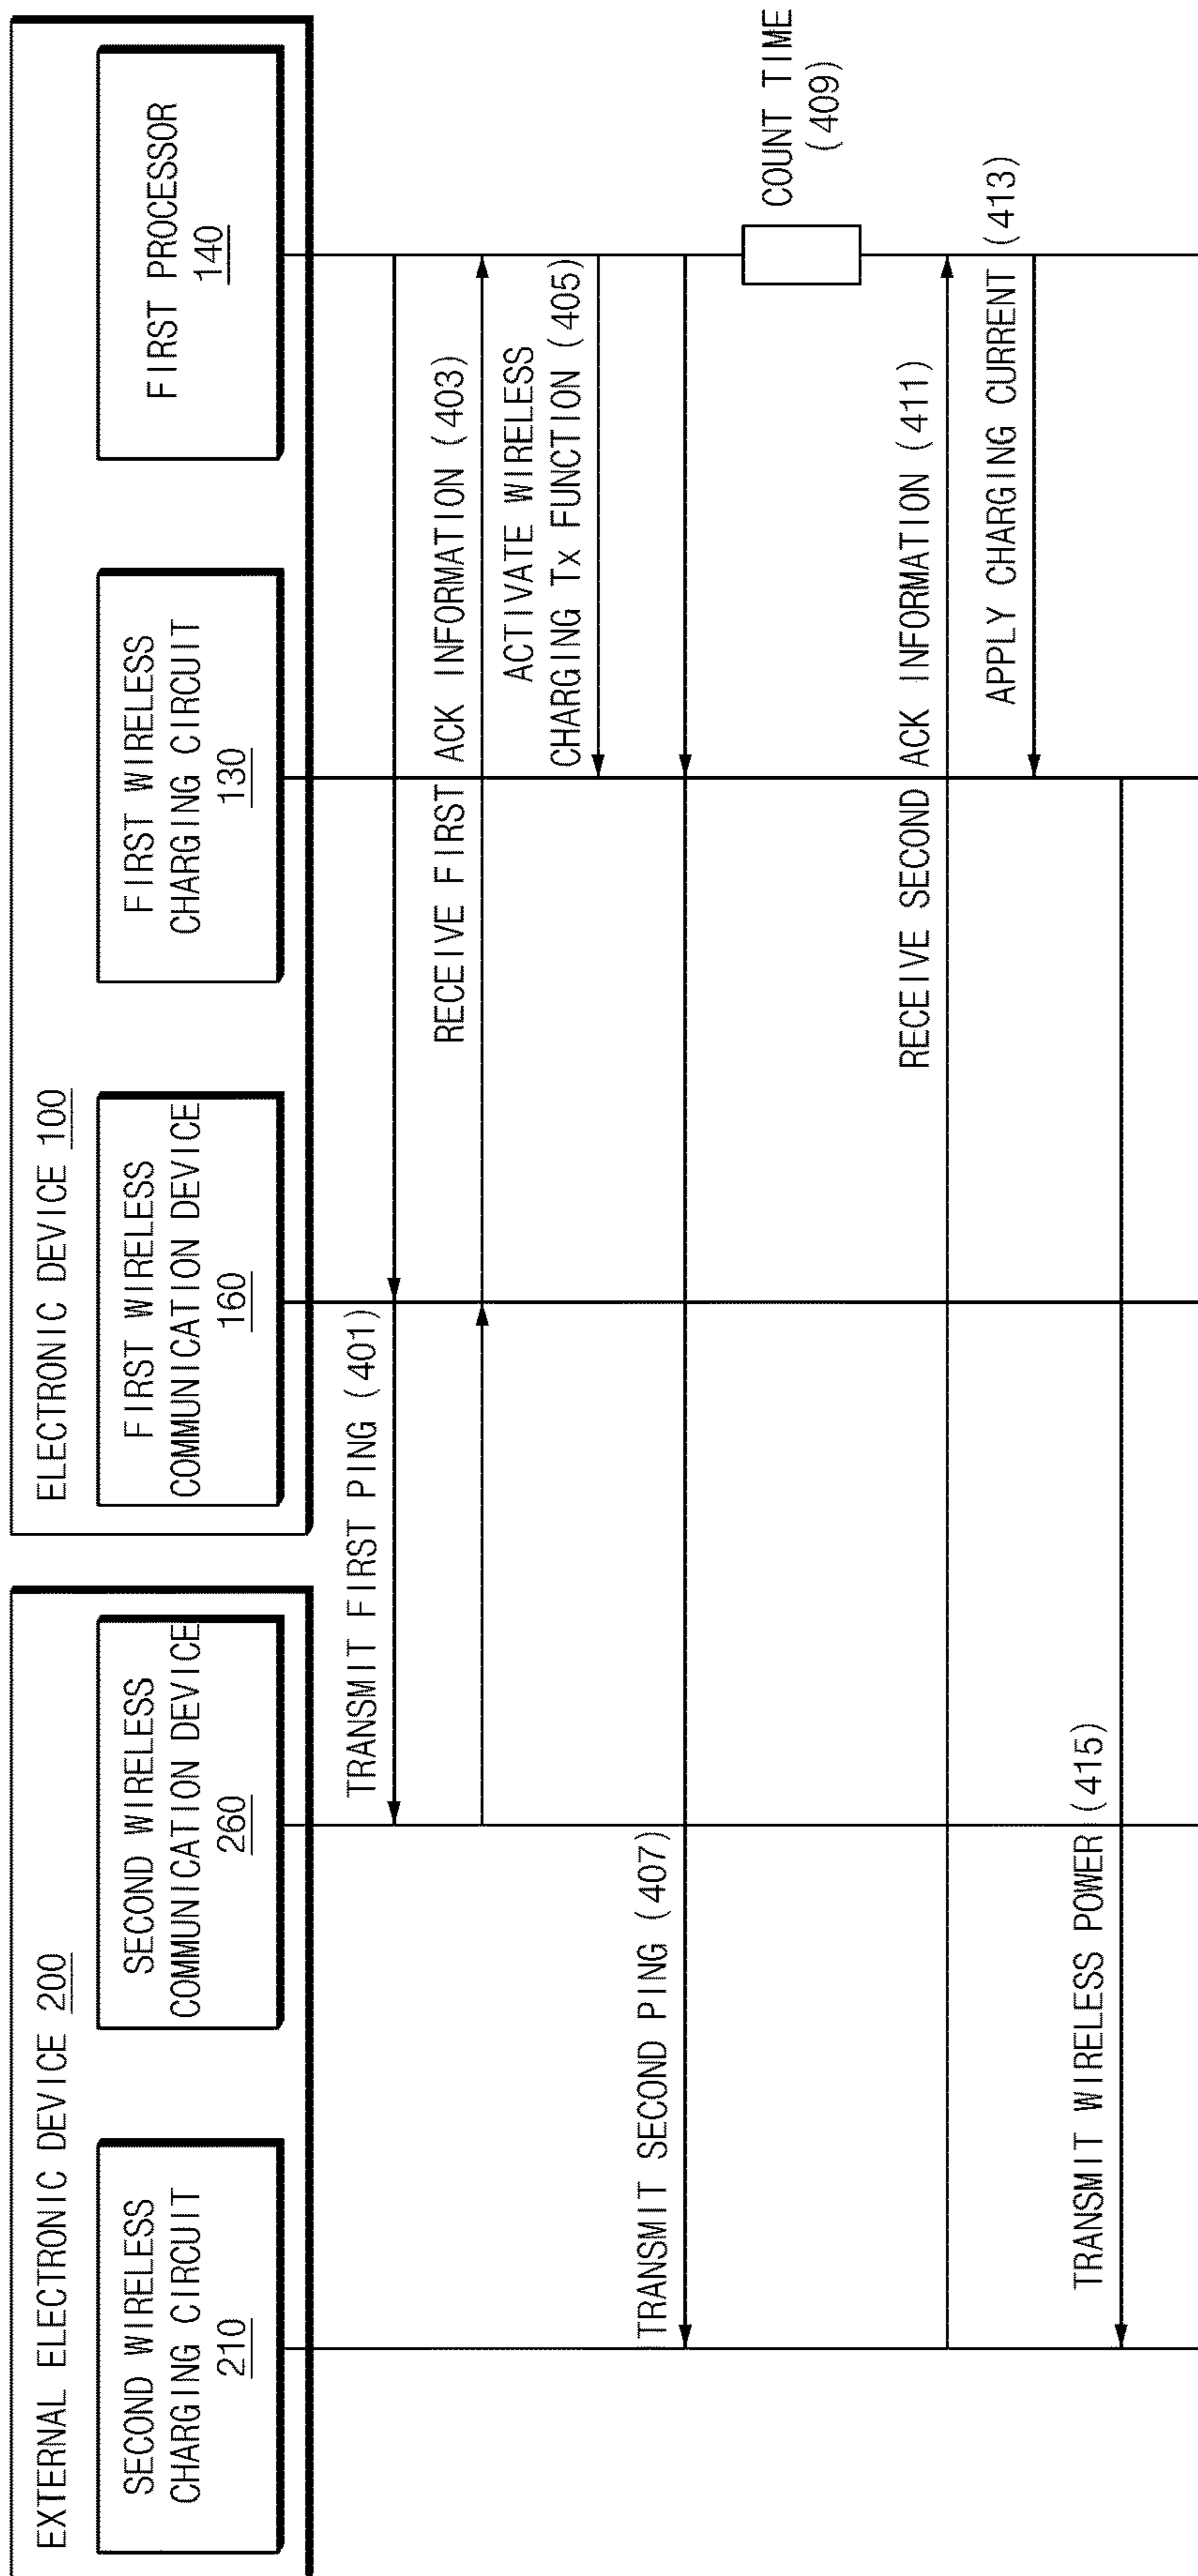 EXTERNAL ELECTRONIC DEVICE 200
SECOND WIRELESS
CHARGING CIRCUIT
210
SECOND WIRELESS
COMMUNICATION DEVICE
260
ELECTRONIC DEVICE 100
FIRST WIRELESS
COMMUNICATION DEVICE
160
FIRST WIRELESS
CHARGING CIRCUIT
130
FIRST PROCESSOR
140
TRANSMIT FIRST PING (401)
RECEIVE FIRST ACK INFORMATION (403)
ACTIVATE WIRELESS
CHARGING Tx FUNCTION (405)
TRANSMIT SECOND PING (407)
COUNT TIME
(409)
RECEIVE SECOND ACK INFORMATION (411)
APPLY CHARGING CURRENT (413)
TRANSMIT WIRELESS POWER (415)